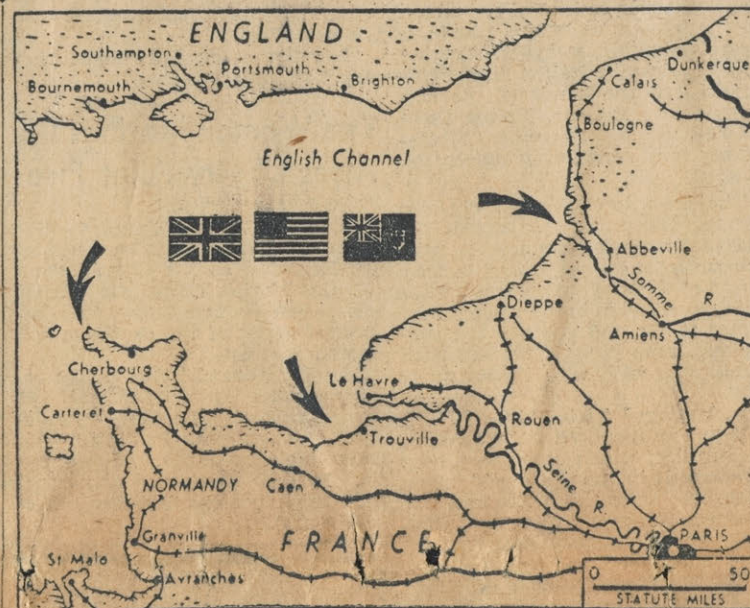 ENGLAND
Southampton
Portsmouth
Bournemouth
Brighton
Dunkerque
Calais
Boulogne
English Channel
Abbeville
Somme R.
Dieppe
Amiens
Cherbourg
Le Havre
Carteret
Trouville
Rouen
NORMANDY
Caen
Seine R.
Granville
FRANCE
PARIS
St Malo
Avranches
0 50
STATUTE MILES